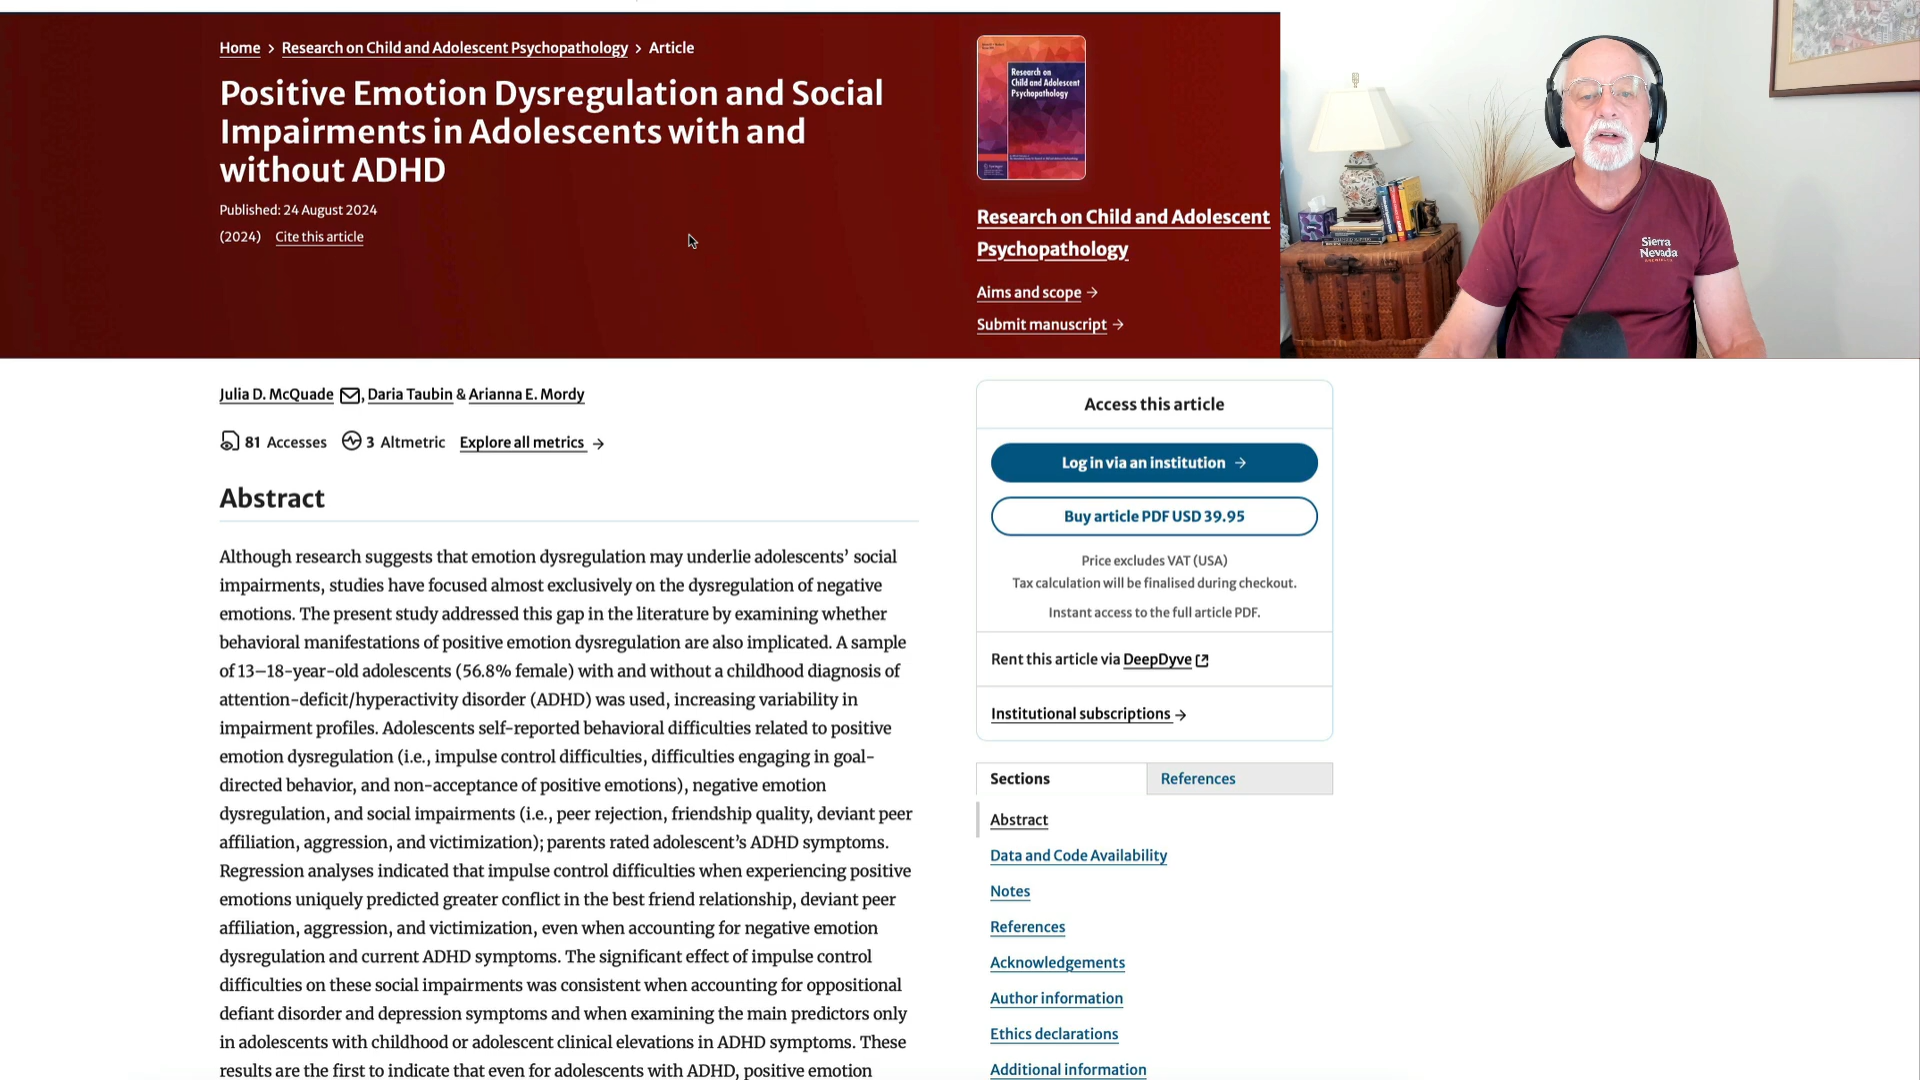 Home > Research on Child and Adolescent Psychopathology > Article
Positive Emotion Dysregulation and Social
Impairments in Adolescents with and
without ADHD
Published: 24 August 2024
(2024) Cite this article
Research on
Child and Adolescent
Psychopathology
Research on Child and Adolescent
Psychopathology
Aims and scope →
Submit manuscript →
Sierra
Nevada
Julia D. McQuade, Daria Taubin & Arianna E. Mordy
81 Accesses 3 Altmetric Explore all metrics →
Abstract
Although research suggests that emotion dysregulation may underlie adolescents’ social
impairments, studies have focused almost exclusively on the dysregulation of negative
emotions. The present study addressed this gap in the literature by examining whether
behavioral manifestations of positive emotion dysregulation are also implicated. A sample
of 13–18-year-old adolescents (56.8% female) with and without a childhood diagnosis of
attention-deficit/hyperactivity disorder (ADHD) was used, increasing variability in
impairment profiles. Adolescents self-reported behavioral difficulties related to positive
emotion dysregulation (i.e., impulse control difficulties, difficulties engaging in goal-
directed behavior, and non-acceptance of positive emotions), negative emotion
dysregulation, and social impairments (i.e., peer rejection, friendship quality, deviant peer
affiliation, aggression, and victimization); parents rated adolescent’s ADHD symptoms.
Regression analyses indicated that impulse control difficulties when experiencing positive
emotions uniquely predicted greater conflict in the best friend relationship, deviant peer
affiliation, aggression, and victimization, even when accounting for negative emotion
dysregulation and current ADHD symptoms. The significant effect of impulse control
difficulties on these social impairments was consistent when accounting for oppositional
defiant disorder and depression symptoms and when examining the main predictors only
in adolescents with childhood or adolescent clinical elevations in ADHD symptoms. These
results are the first to indicate that even for adolescents with ADHD, positive emotion
Access this article
Log in via an institution →
Buy article PDF USD 39.95
Price excludes VAT (USA)
Tax calculation will be finalised during checkout.
Instant access to the full article PDF.
Rent this article via DeepDyve
Institutional subscriptions →
Sections References
Abstract
Data and Code Availability
Notes
References
Acknowledgements
Author information
Ethics declarations
Additional information